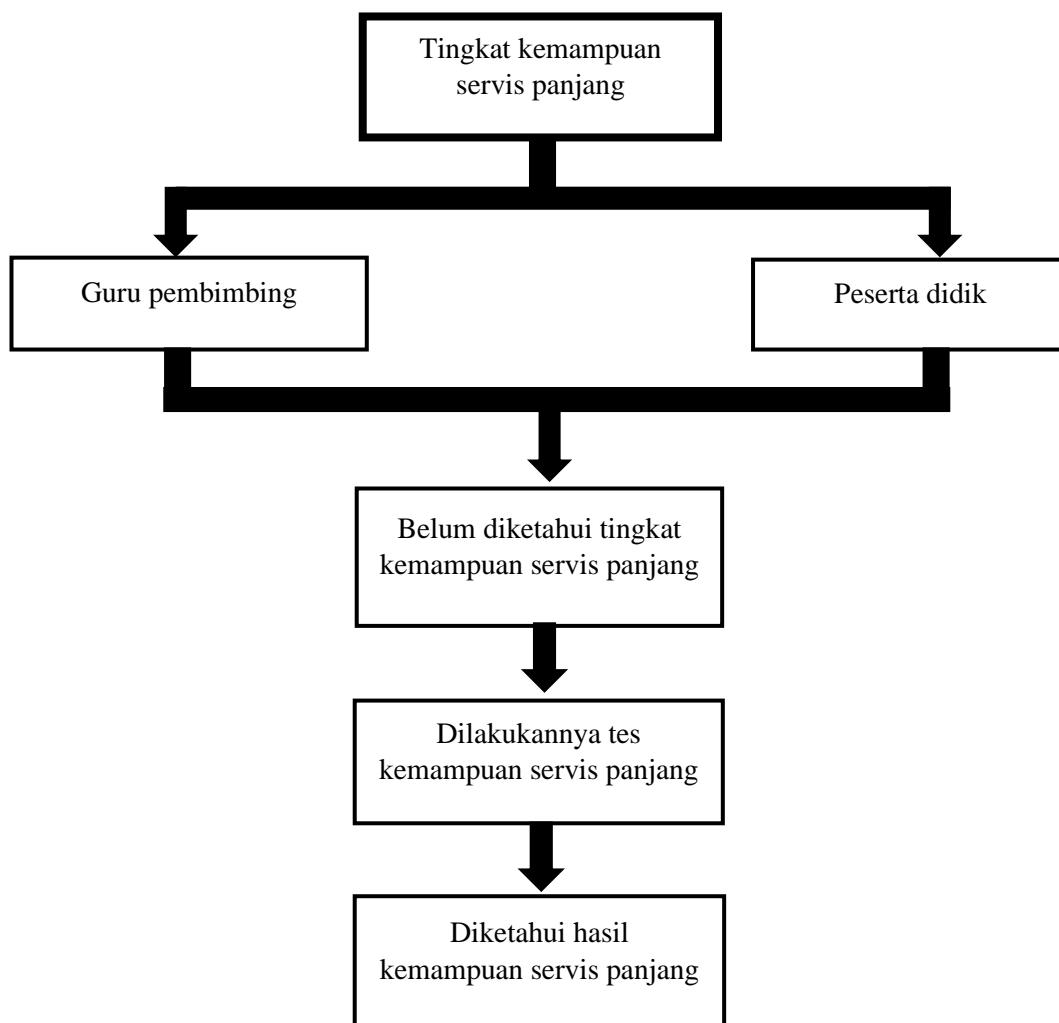 Tingkat kemampuan
servis panjang
Guru pembimbing
Peserta didik
Belum diketahui tingkat
kemampuan servis panjang
Dilakukannya tes
kemampuan servis panjang
Diketahui hasil
kemampuan servis panjang